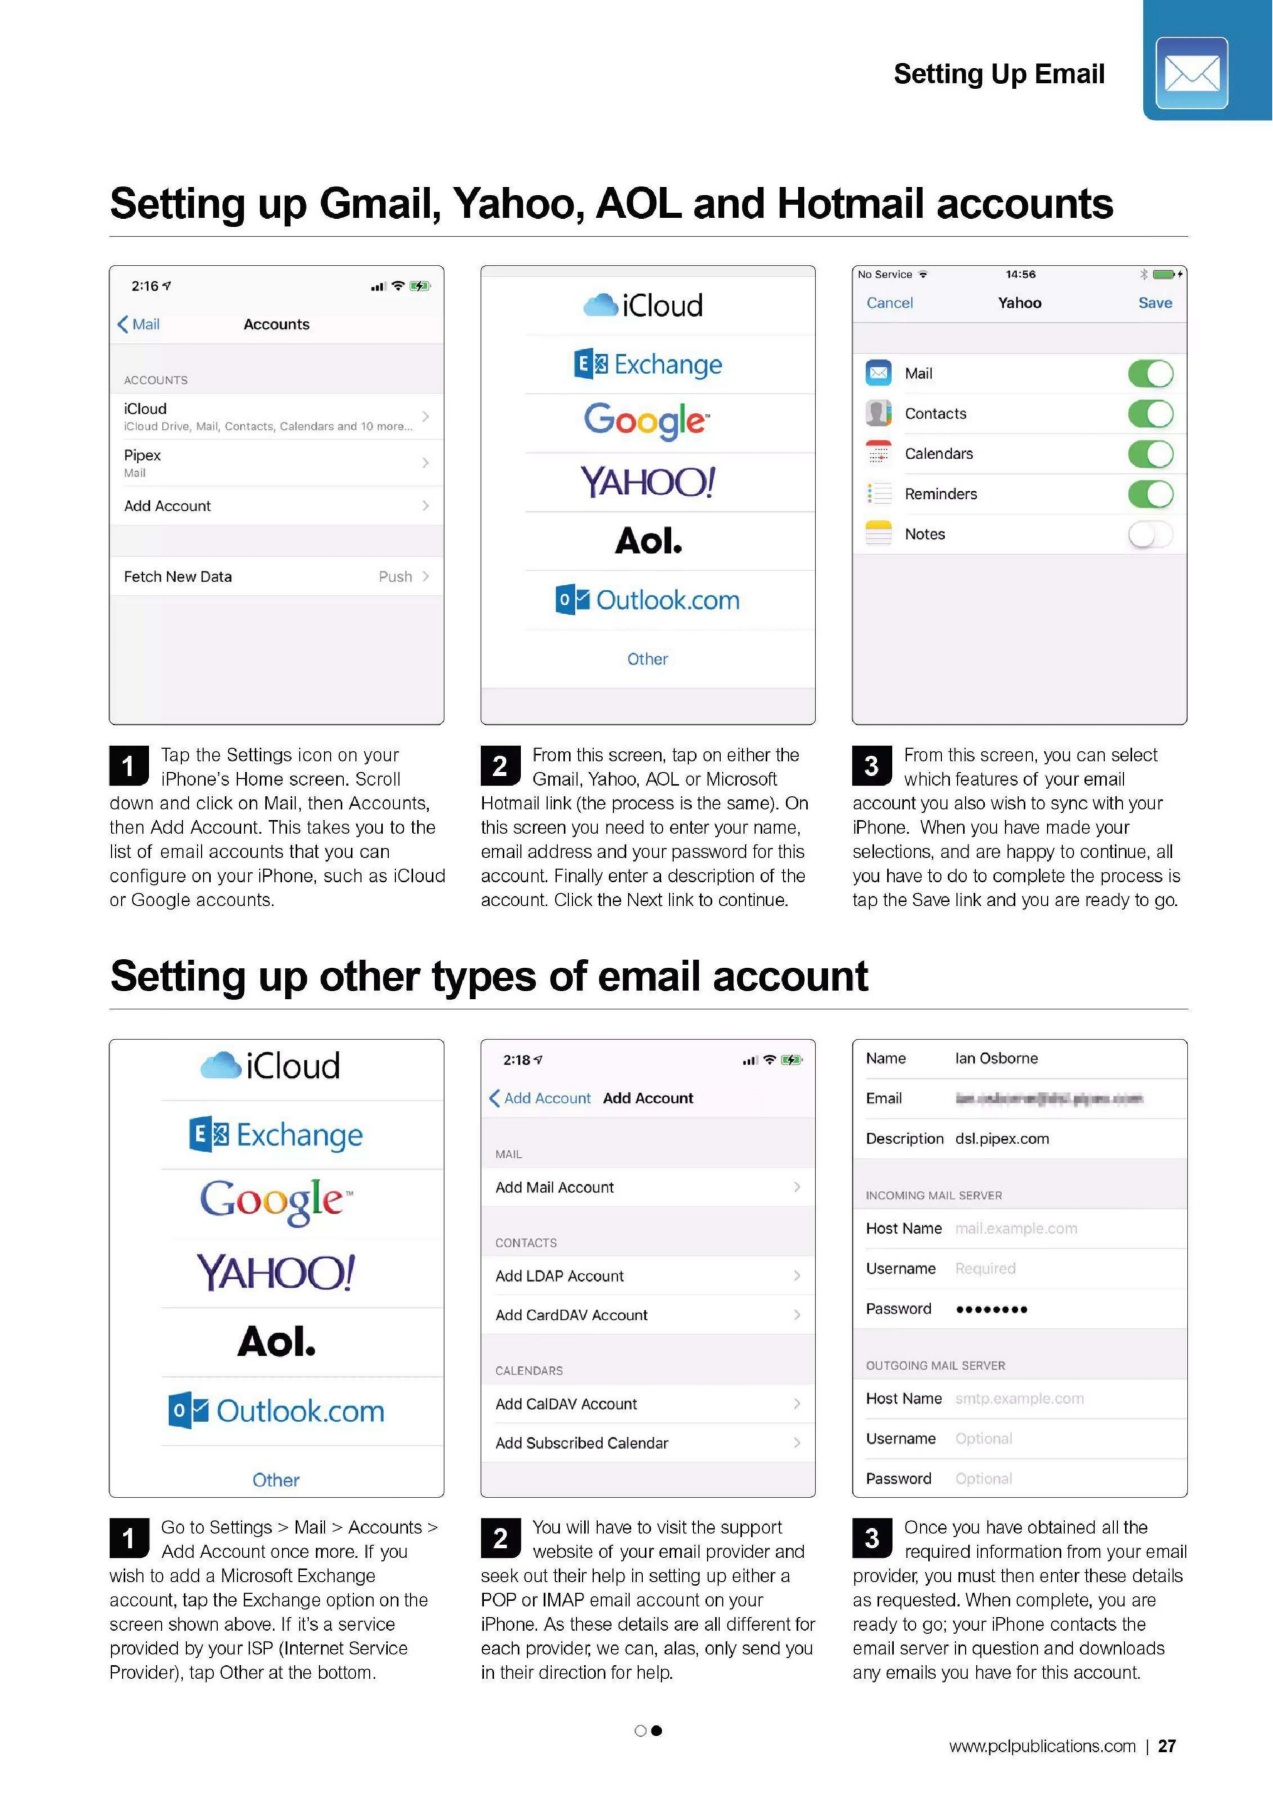 Setting Up Email
Setting up Gmail, Yahoo, AOL and Hotmail accounts
2:16
Mail
Accounts
ACCOUNTS
iCloud
iCloud Drive, Mail, Contacts, Calendars and 10 more...
Pipex
Mail
Add Account
Fetch New Data Push
iCloud
Exchange
Google™
YAHOO!
Aol.
Outlook.com
Other
No Service 14:56
Cancel Yahoo Save
Mail
Contacts
Calendars
Reminders
Notes
1 Tap the Settings icon on your
iPhone's Home screen. Scroll
down and click on Mail, then Accounts,
then Add Account. This takes you to the
list of email accounts that you can
configure on your iPhone, such as iCloud
or Google accounts.
2 From this screen, tap on either the
Gmail, Yahoo, AOL or Microsoft
Hotmail link (the process is the same). On
this screen you need to enter your name,
email address and your password for this
account. Finally enter a description of the
account. Click the Next link to continue.
3 From this screen, you can select
which features of your email
account you also wish to sync with your
iPhone. When you have made your
selections, and are happy to continue, all
you have to do to complete the process is
tap the Save link and you are ready to go.
Setting up other types of email account
iCloud
Exchange
Google™
YAHOO!
Aol.
Outlook.com
Other
2:18
Add Account Add Account
MAIL
Add Mail Account
CONTACTS
Add LDAP Account
Add CardDAV Account
CALENDARS
Add CalDAV Account
Add Subscribed Calendar
Name Ian Osborne
Email
Description dsl.pipex.com
INCOMING MAIL SERVER
Host Name mail.example.com
Username Required
Password ••••••••
OUTGOING MAIL SERVER
Host Name smtp.example.com
Username Optional
Password Optional
1 Go to Settings > Mail > Accounts >
Add Account once more. If you
wish to add a Microsoft Exchange
account, tap the Exchange option on the
screen shown above. If it's a service
provided by your ISP (Internet Service
Provider), tap Other at the bottom.
2 You will have to visit the support
website of your email provider and
seek out their help in setting up either a
POP or IMAP email account on your
iPhone. As these details are all different for
each provider, we can, alas, only send you
in their direction for help.
3 Once you have obtained all the
required information from your email
provider, you must then enter these details
as requested. When complete, you are
ready to go; your iPhone contacts the
email server in question and downloads
any emails you have for this account.
www.pclpublications.com | 27